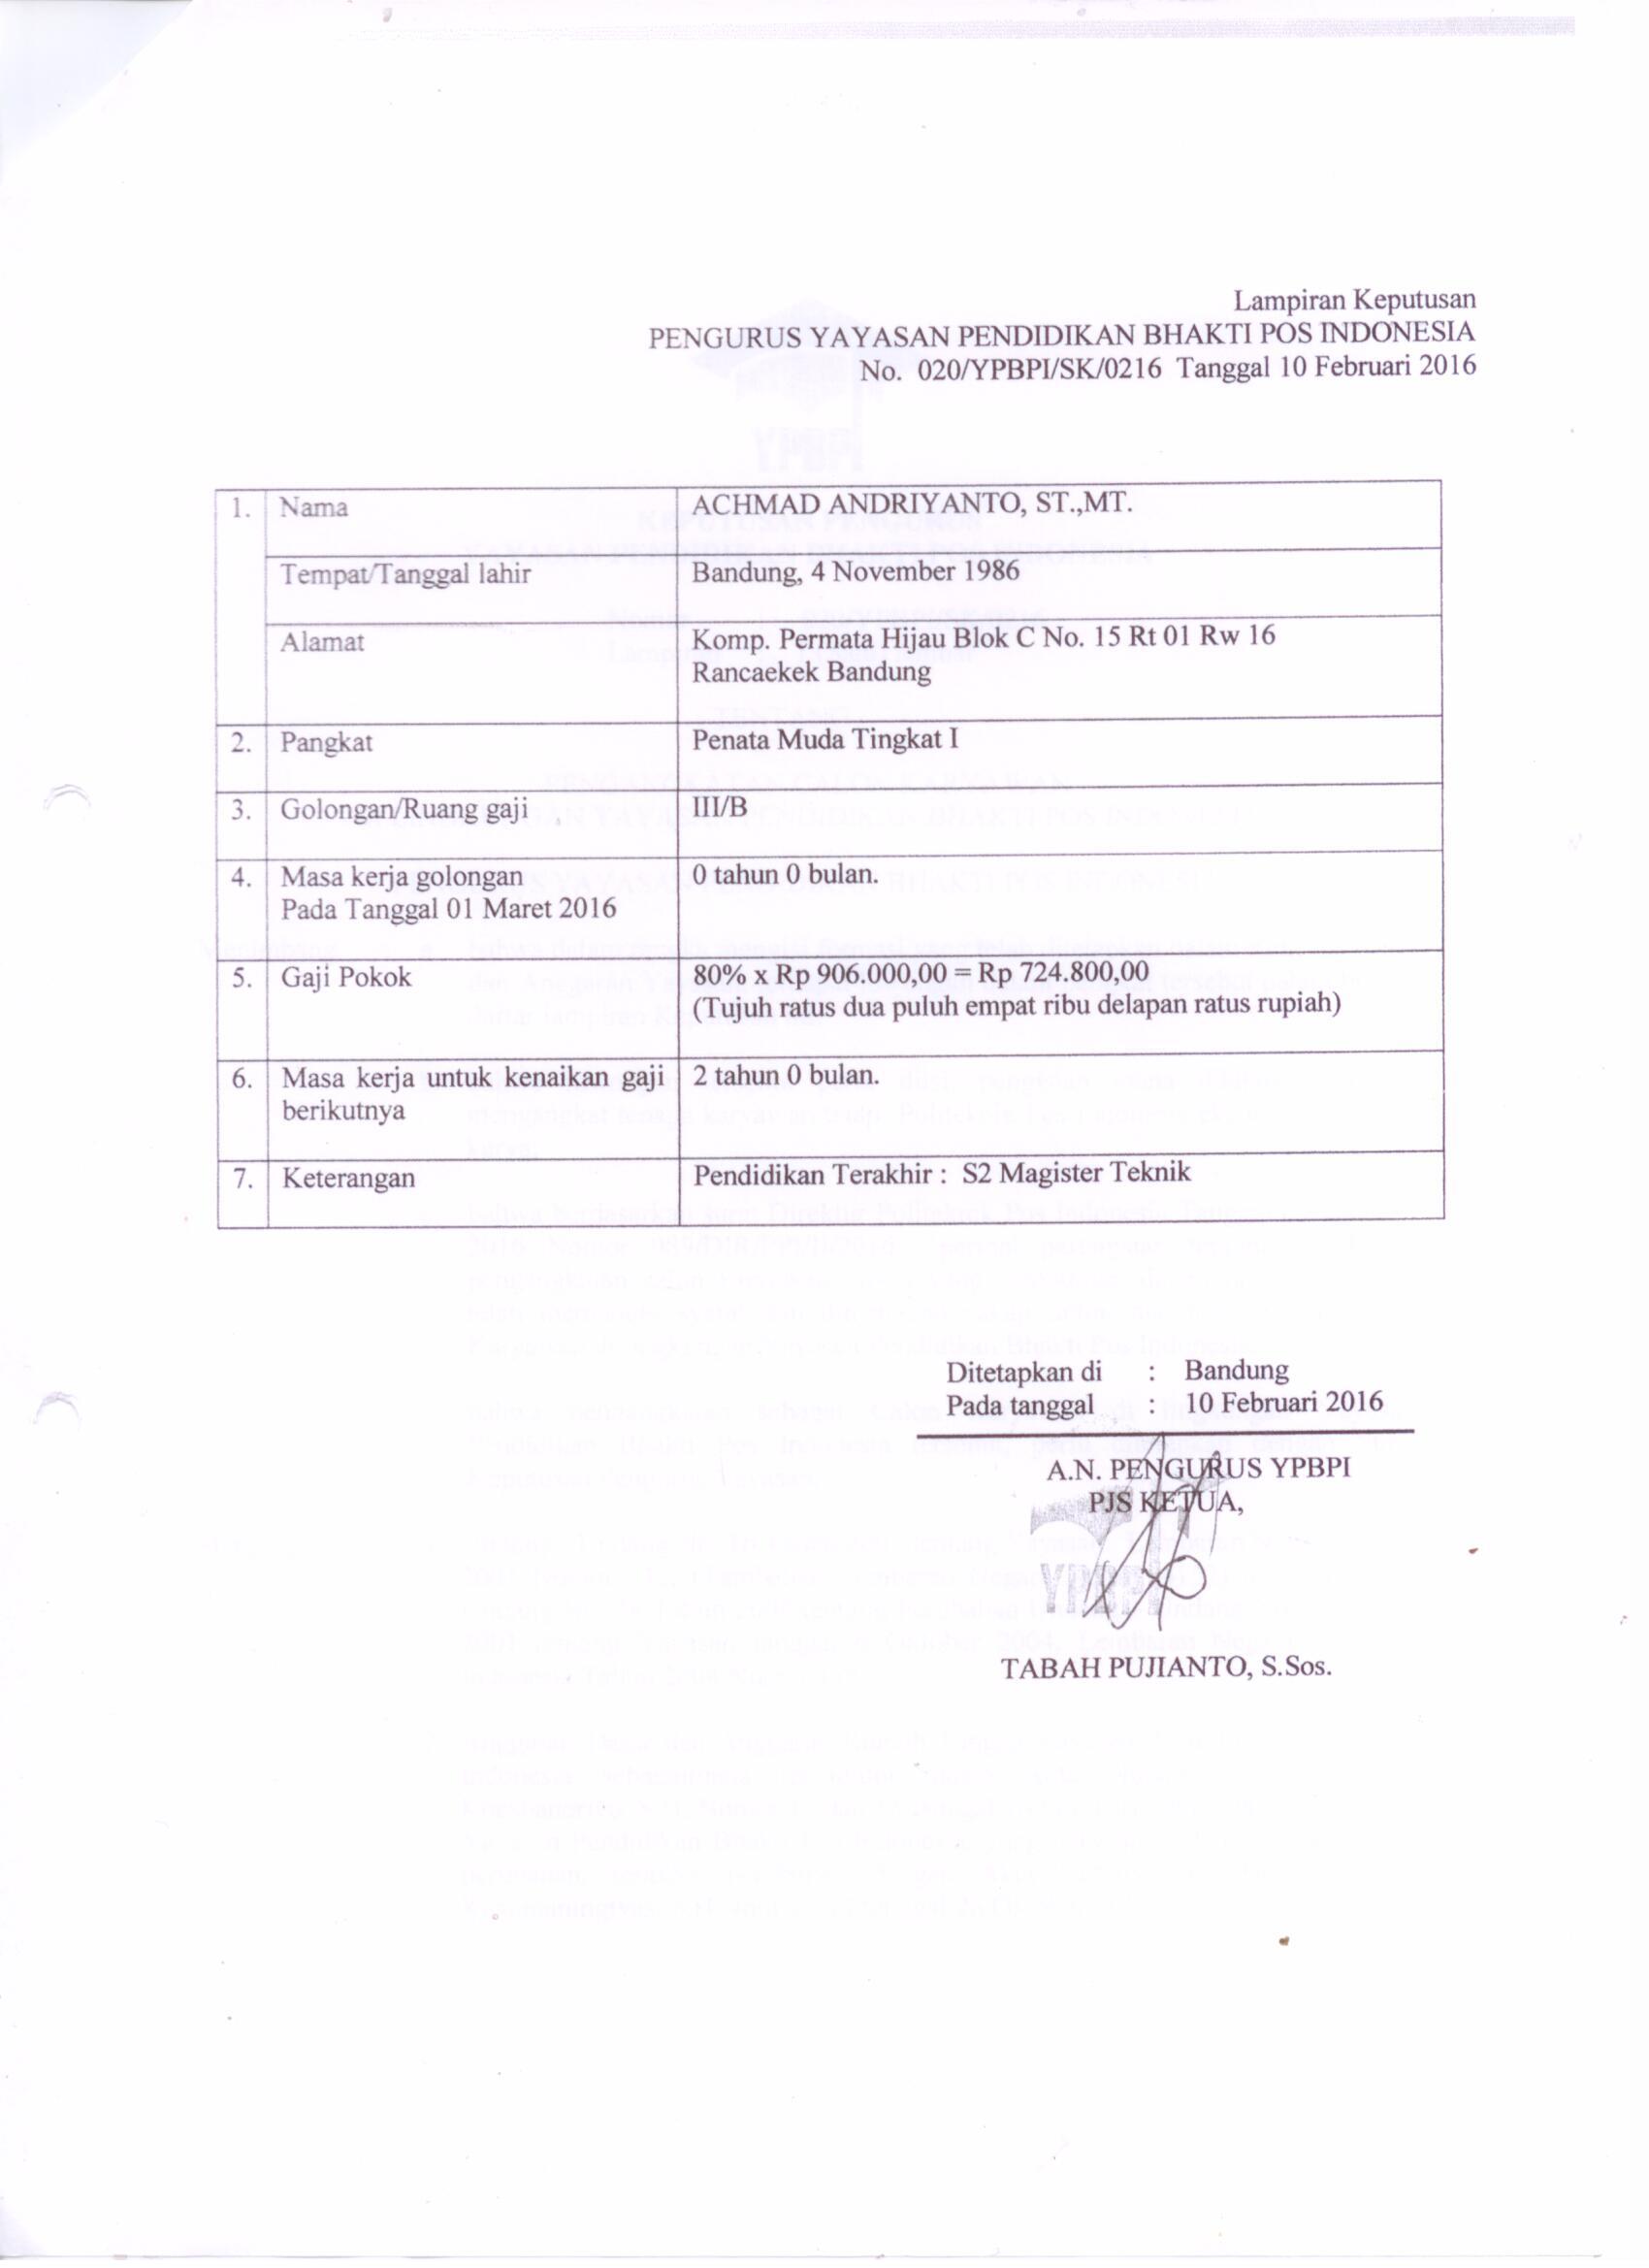 Lampiran Keputusan
PENGURUS YAYASAN PENDIDIKAN BHAKTI POS INDONESIA
No. 020/YPBPI/SK/0216 Tanggal 10 Februari 2016
1. Nama ACHMAD ANDRIYANTO, ST.,MT.
Tempat/Tanggal lahir Bandung, 4 November 1986
Alamat Komp. Permata Hijau Blok C No. 15 Rt 01 Rw 16
Rancaekek Bandung
2. Pangkat Penata Muda Tingkat I
3. Golongan/Ruang gaji III/B
4. Masa kerja golongan 0 tahun 0 bulan.
Pada Tanggal 01 Maret 2016
5. Gaji Pokok 80% x Rp 906.000,00 = Rp 724.800,00
(Tujuh ratus dua puluh empat ribu delapan ratus rupiah)
6. Masa kerja untuk kenaikan gaji 2 tahun 0 bulan.
berikutnya
7. Keterangan Pendidikan Terakhir : S2 Magister Teknik
Ditetapkan di : Bandung
Pada tanggal : 10 Februari 2016
A.N. PENGURUS YPBPI
PJS KETUA,
YPBPI
TABAH PUJIANTO, S.Sos.